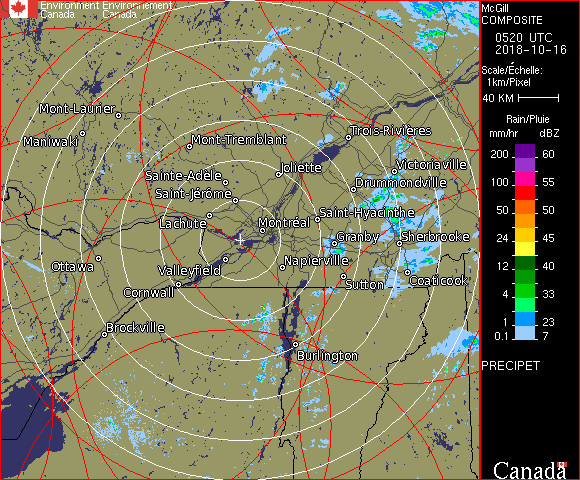 Environment Environnement
Canada Canada
McGill
COMPOSITE
0520 UTC
2018-10-16
Scale/Échelle:
1km/Pixel
40 KM
Rain/Pluie
mm/hr dBZ
200 60
100 55
50 50
24 45
12 40
4 33
1 23
0.1 7
PRECIPET
Canada
Mont-Laurier
Maniwaki
Mont-Tremblant
Trois-Rivières
Sainte-Adèle
Joliette
Victoriaville
Saint-Jérôme
Drummondville
Lachute
Montréal
Saint-Hyacinthe
Granby
Sherbrooke
Ottawa
Valleyfield
Napierville
Cornwall
Sutton
Coaticook
Brockville
Burlington